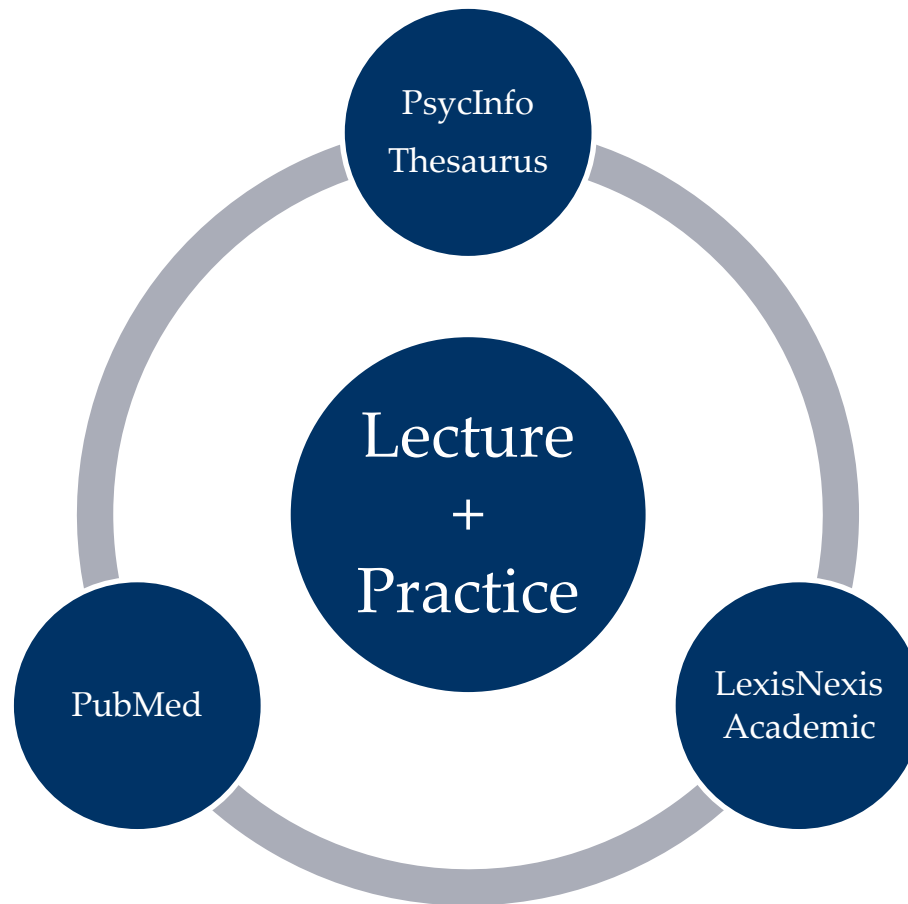 PsycInfo
Thesaurus
Lecture
+
Practice
PubMed
LexisNexis
Academic